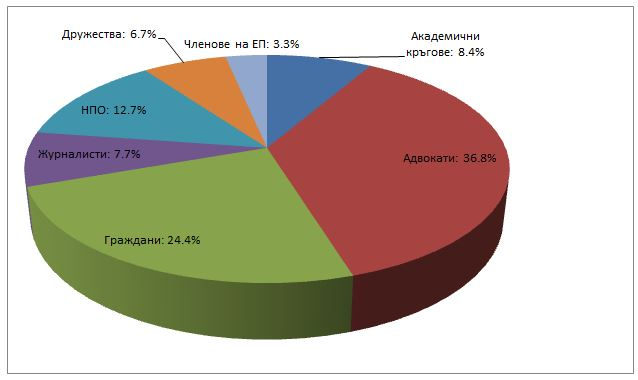 Дружества: 6.7%
Членове на ЕП: 3.3%
Академични
кръгове: 8.4%
НПО: 12.7%
Журналисти: 7.7%
Адвокати: 36.8%
Граждани: 24.4%